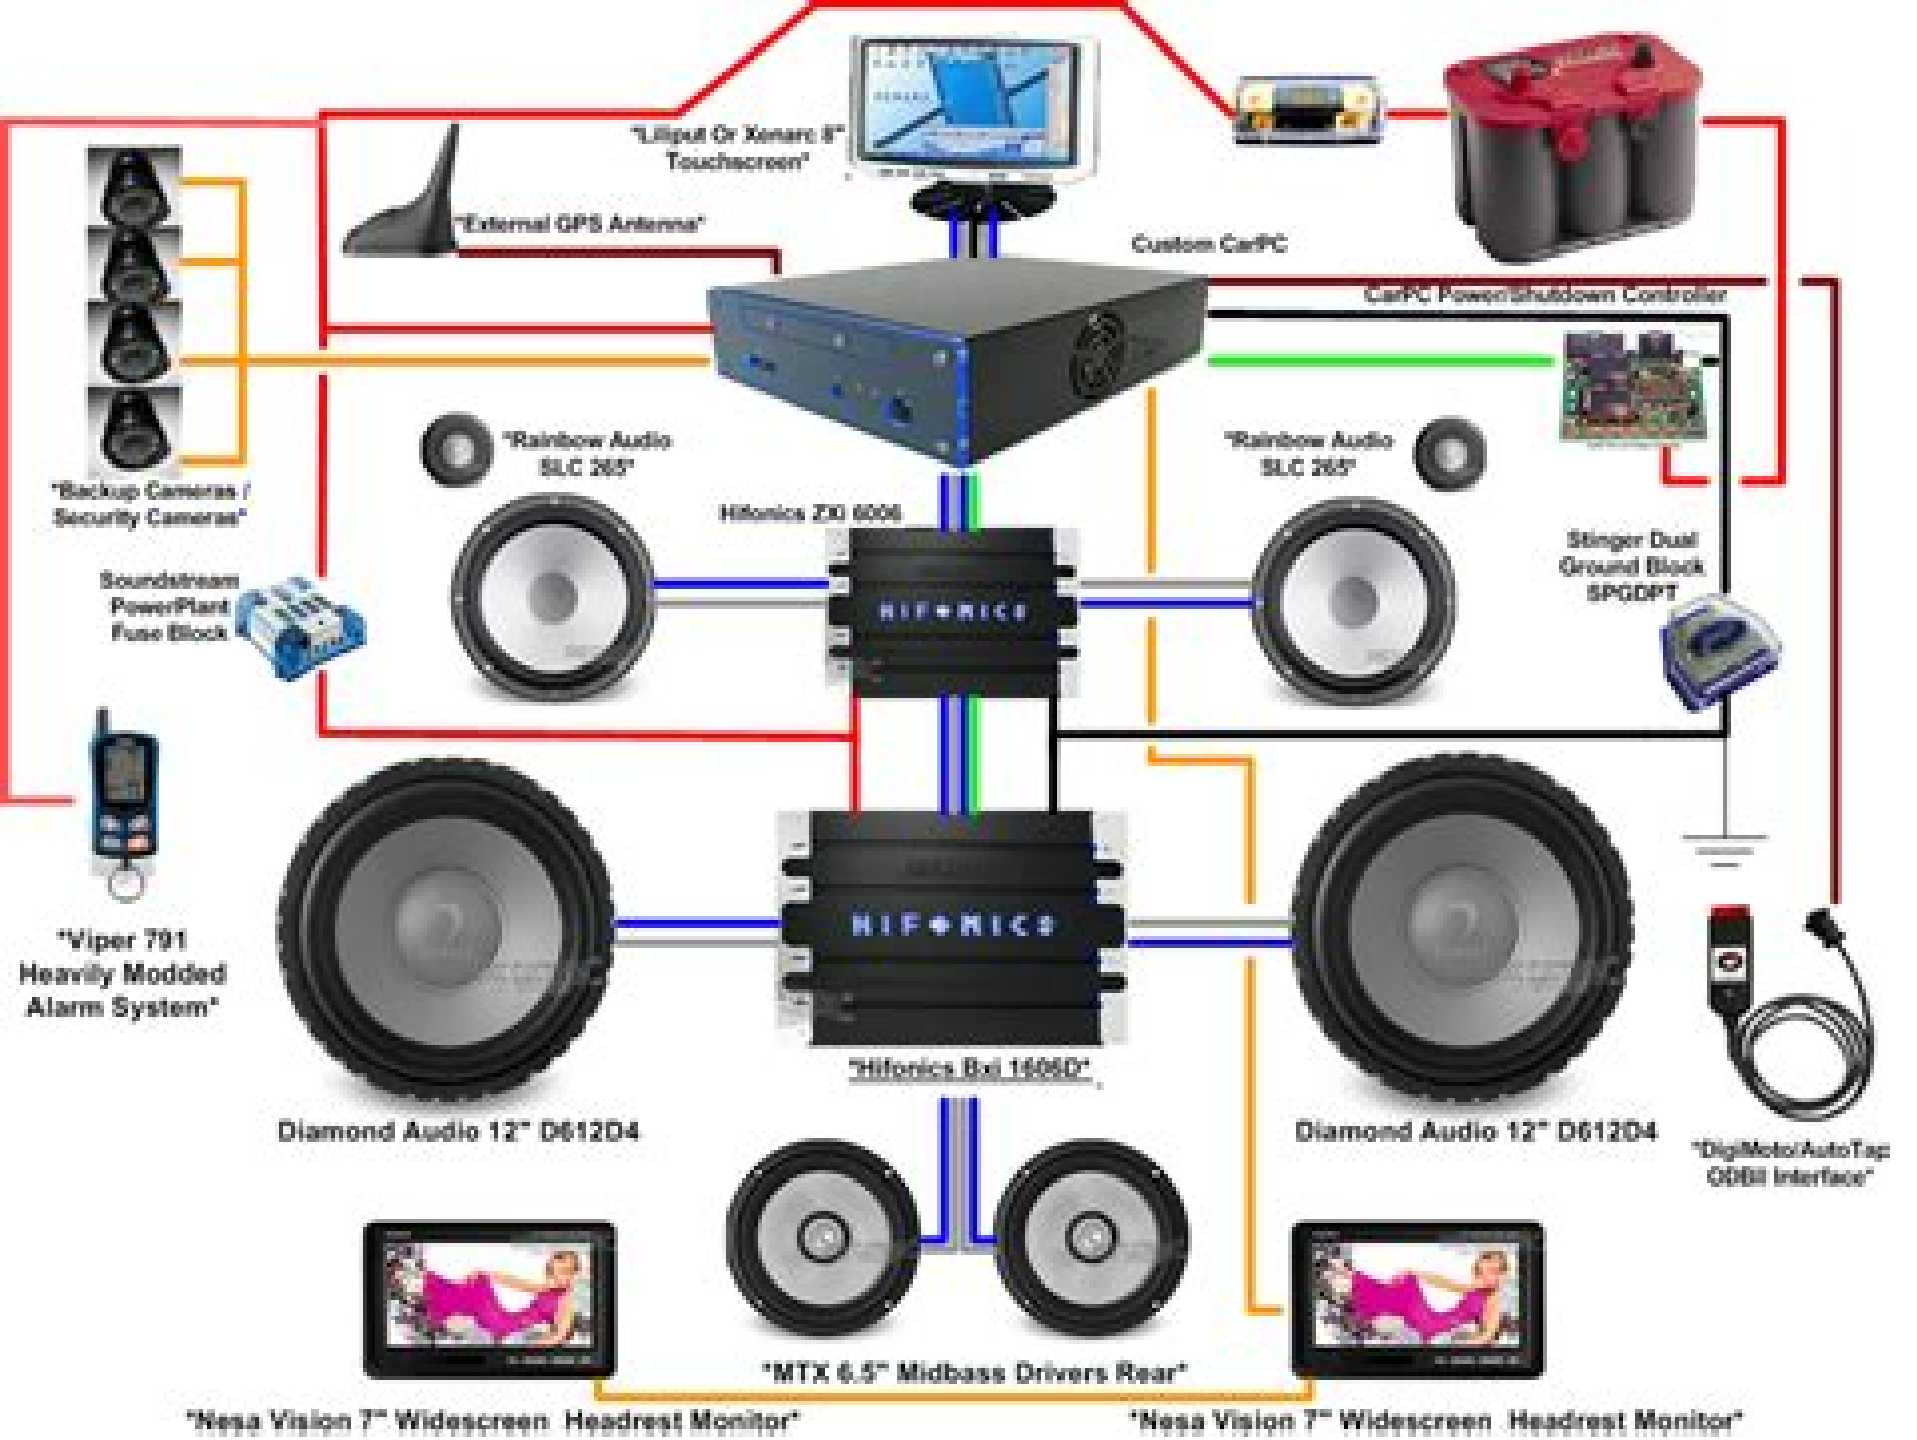 "Liliput Or Xenarc 8"
Touchscreen"
"External GPS Antenna"
Custom CarPC
CarPC Power/Shutdown Controller
"Rainbow Audio
SLC 265"
"Rainbow Audio
SLC 265"
"Backup Cameras /
Security Cameras"
Hifonics ZXi 6006
Stinger Dual
Ground Block
SPGDPT
Soundstream
PowerPlant
Fuse Block
HIFONICS
HIFONICS
"Viper 791
Heavily Modded
Alarm System"
"Hifonics Bxi 1606D"
Diamond Audio 12" D612D4
Diamond Audio 12" D612D4
"DigiMoto/AutoTap
ODBII Interface"
"MTX 6.5" Midbass Drivers Rear"
"Nesa Vision 7" Widescreen Headrest Monitor"
"Nesa Vision 7" Widescreen Headrest Monitor"